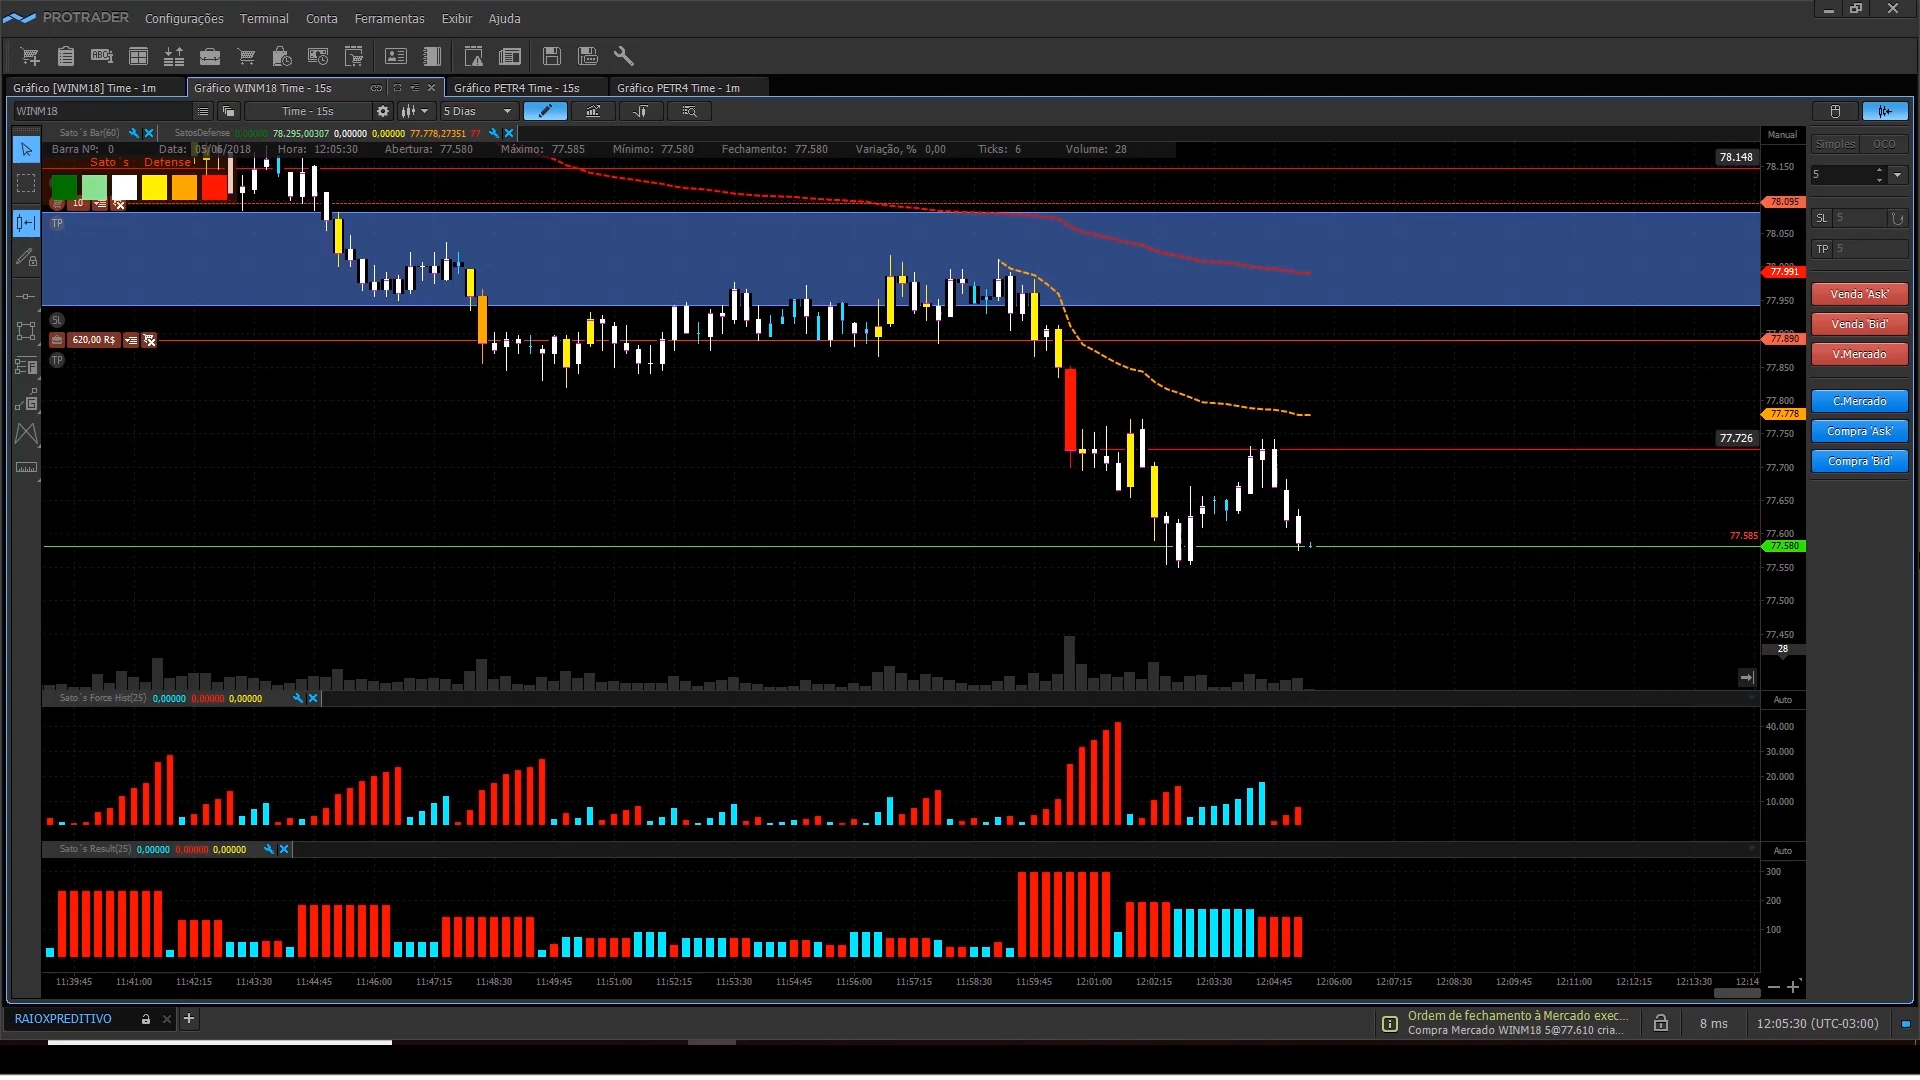 PROTRADER Configurações Terminal Conta Ferramentas Exibir Ajuda
Gráfico [WINM18] Time - 1m Gráfico WINM18 Time - 15s Gráfico PETR4 Time - 15s Gráfico PETR4 Time - 1m
WINM18 Time - 15s 5 Dias
Sato´s Bar(60) SatosDefense 0,00000 78.295,00307 0,00000 0,00000 77.778,27351 77
Barra Nº: 0 Data: 05/06/2018 Hora: 12:05:30 Abertura: 77.580 Máximo: 77.585 Mínimo: 77.580 Fechamento: 77.580 Variação, % 0,00 Ticks: 6 Volume: 28
Sato´s Defense
10
TP
SL
620,00 R$
TP
Manual
78.148
78.150
78.095
78.050
77.991
77.950
77.890
77.850
77.800
77.778
77.750
77.726
77.700
77.650
77.600
77.585
77.580
77.550
77.500
77.450
28
Simples OCO
5
SL 5
TP 5
Venda 'Ask'
Venda 'Bid'
V.Mercado
C.Mercado
Compra 'Ask'
Compra 'Bid'
Sato´s Force Hist(25) 0,00000 0,00000 0,00000
Auto
40.000
30.000
20.000
10.000
Sato´s Result(25) 0,00000 0,00000 0,00000
Auto
300
200
100
11:39:45 11:41:00 11:42:15 11:43:30 11:44:45 11:46:00 11:47:15 11:48:30 11:49:45 11:51:00 11:52:15 11:53:30 11:54:45 11:56:00 11:57:15 11:58:30 11:59:45 12:01:00 12:02:15 12:03:30 12:04:45 12:06:00 12:07:15 12:08:30 12:09:45 12:11:00 12:12:15 12:13:30 12:14
RAIOXPREDITIVO
Ordem de fechamento à Mercado exec...
Compra Mercado WINM18 5@77.610 cria...
8 ms 12:05:30 (UTC-03:00)